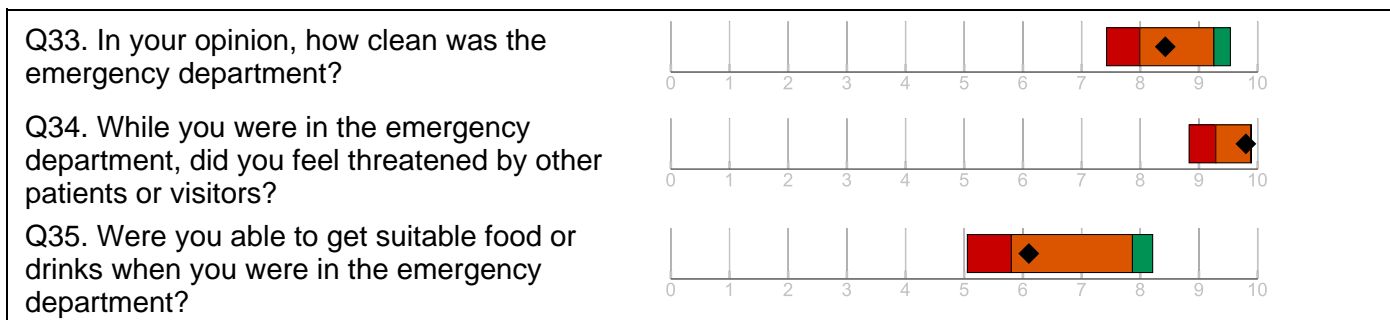 Q33. In your opinion, how clean was the
emergency department?
0 1 2 3 4 5 6 7 8 9 10
Q34. While you were in the emergency
department, did you feel threatened by other
patients or visitors?
0 1 2 3 4 5 6 7 8 9 10
Q35. Were you able to get suitable food or
drinks when you were in the emergency
department?
0 1 2 3 4 5 6 7 8 9 10